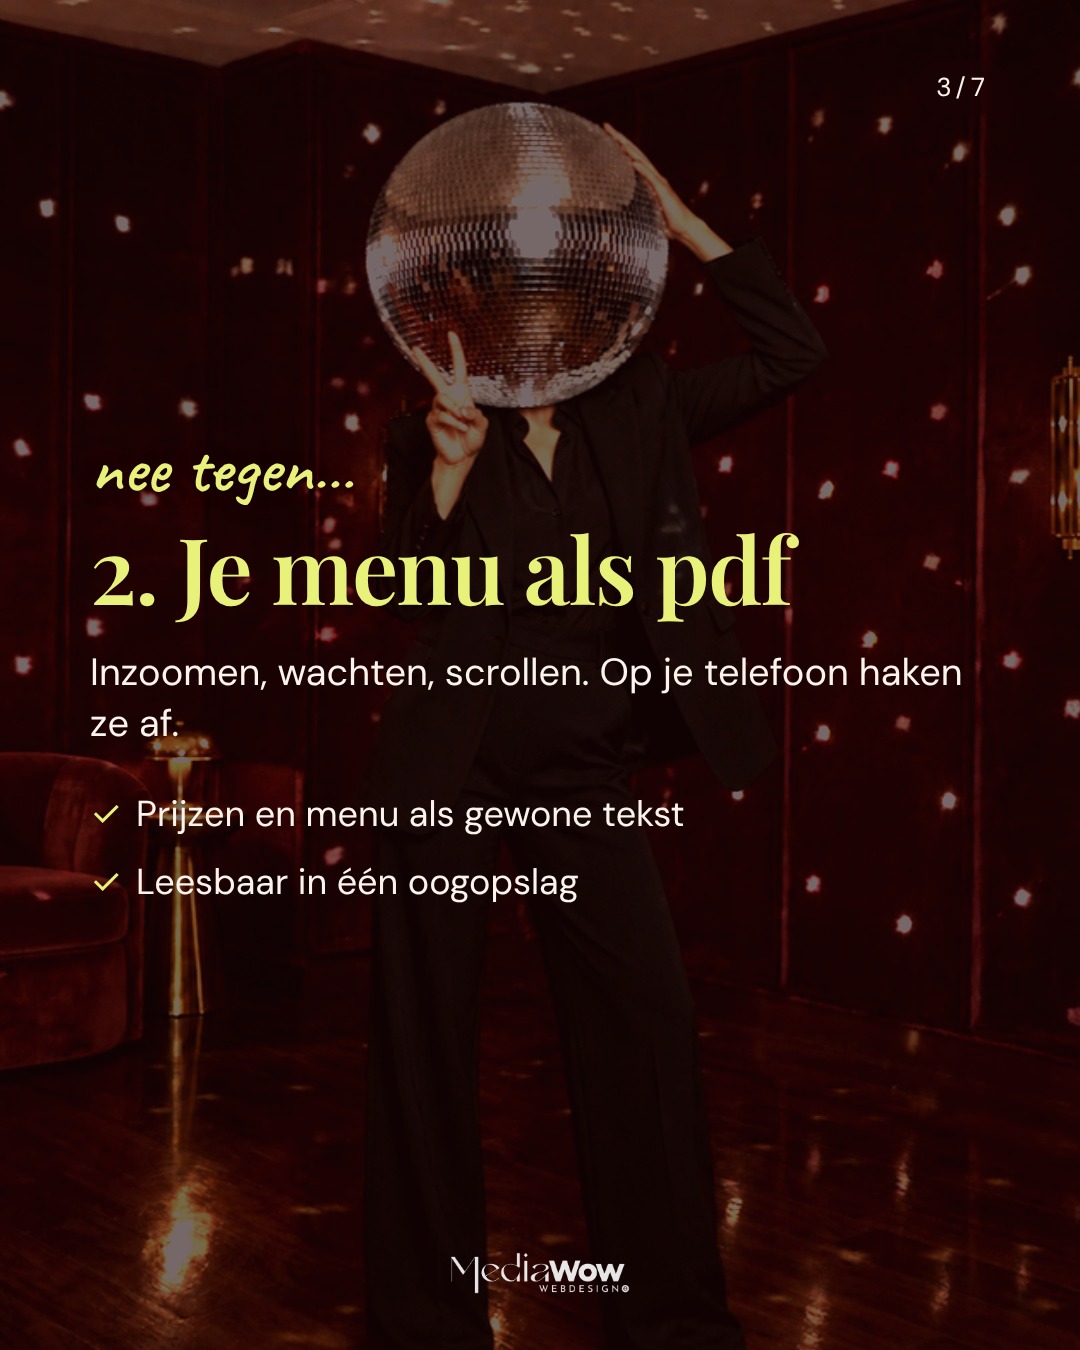 3 / 7
nee tegen...
2. Je menu als pdf
Inzoomen, wachten, scrollen. Op je telefoon haken
ze af.
Prijzen en menu als gewone tekst
Leesbaar in één oogopslag
MediaWow
WEBDESIGN